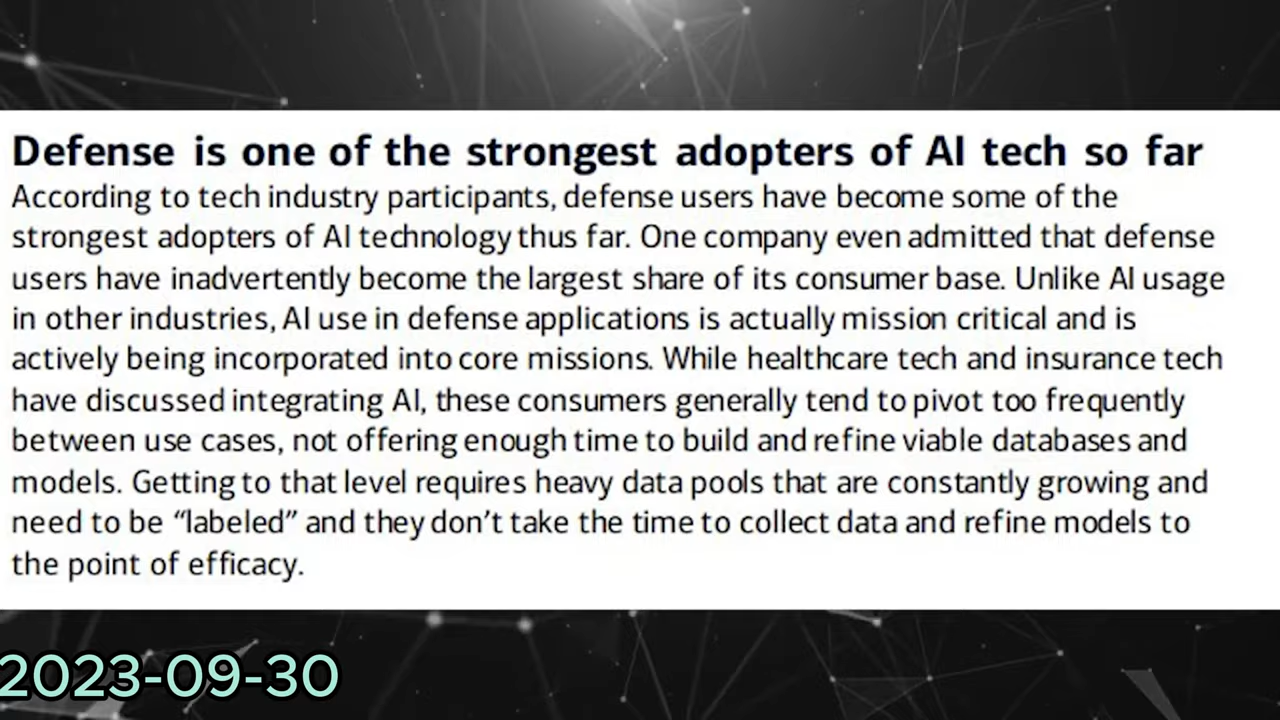 Defense is one of the strongest adopters of AI tech so far
According to tech industry participants, defense users have become some of the
strongest adopters of AI technology thus far. One company even admitted that defense
users have inadvertently become the largest share of its consumer base. Unlike AI usage
in other industries, AI use in defense applications is actually mission critical and is
actively being incorporated into core missions. While healthcare tech and insurance tech
have discussed integrating AI, these consumers generally tend to pivot too frequently
between use cases, not offering enough time to build and refine viable databases and
models. Getting to that level requires heavy data pools that are constantly growing and
need to be “labeled” and they don’t take the time to collect data and refine models to
the point of efficacy.
2023-09-30